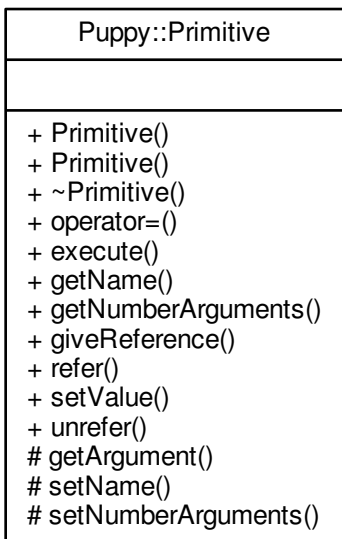 Puppy::Primitive
+ Primitive()
+ Primitive()
+ ~Primitive()
+ operator=()
+ execute()
+ getName()
+ getNumberArguments()
+ giveReference()
+ refer()
+ setValue()
+ unrefer()
# getArgument()
# setName()
# setNumberArguments()